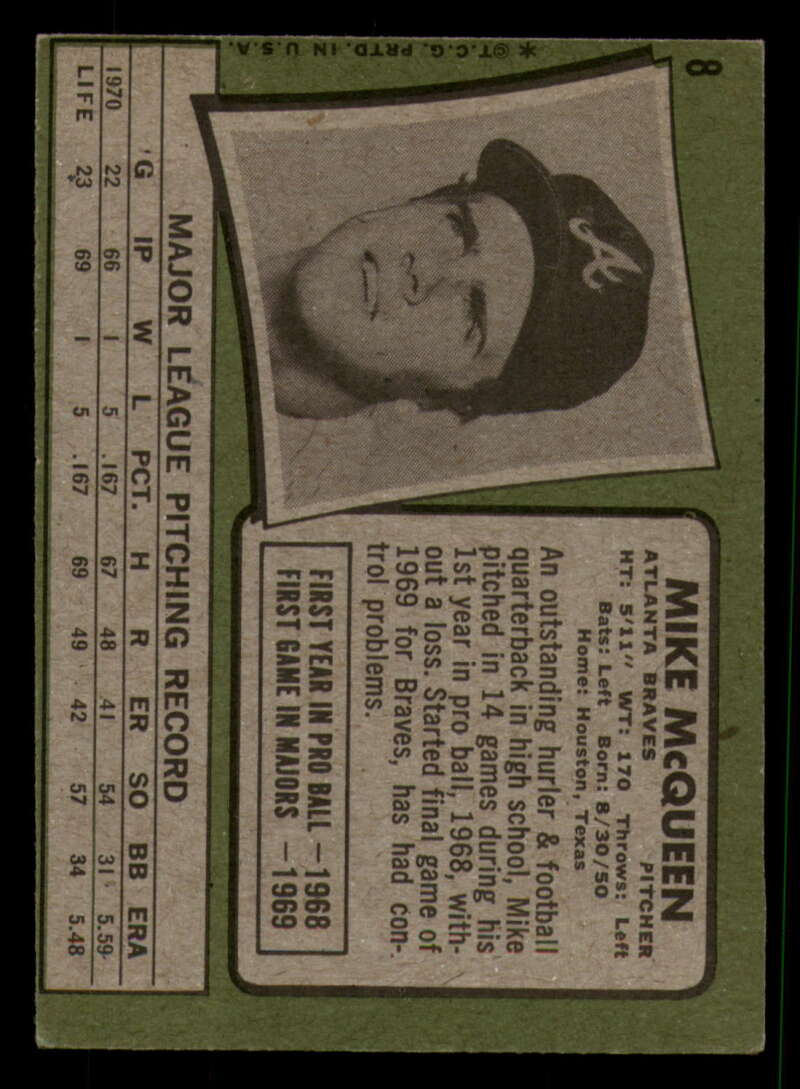 8
MIKE McQUEEN
ATLANTA BRAVES PITCHER
HT: 5'11" WT: 170 Throws: Left
Bats: Left Born: 8/30/50
Home: Houston, Texas
An outstanding hurler & football
quarterback in high school, Mike
pitched in 14 games during his
1st year in pro ball, 1968, with-
out a loss. Started final game of
1969 for Braves, has had con-
trol problems.
FIRST YEAR IN PRO BALL – 1968
FIRST GAME IN MAJORS – 1969
A
MAJOR LEAGUE PITCHING RECORD
G IP W L PCT. H R ER SO BB ERA
1970 22 66 1 5 .167 67 48 41 54 31 5.59
LIFE 23 69 1 5 .167 69 49 42 57 34 5.48
* ©T.C.G. PRTD. IN U.S.A.